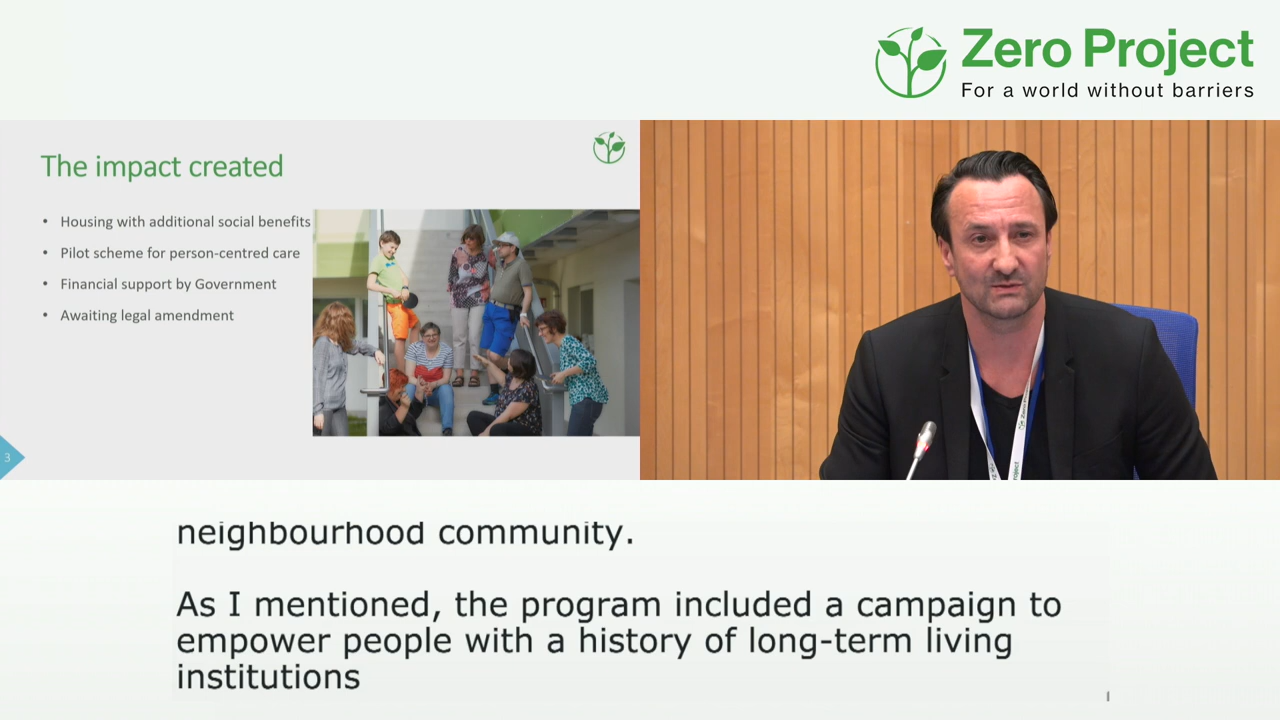 Zero Project
For a world without barriers
The impact created
• Housing with additional social benefits
• Pilot scheme for person-centred care
• Financial support by Government
• Awaiting legal amendment
3
neighbourhood community.
As I mentioned, the program included a campaign to
empower people with a history of long-term living
institutions